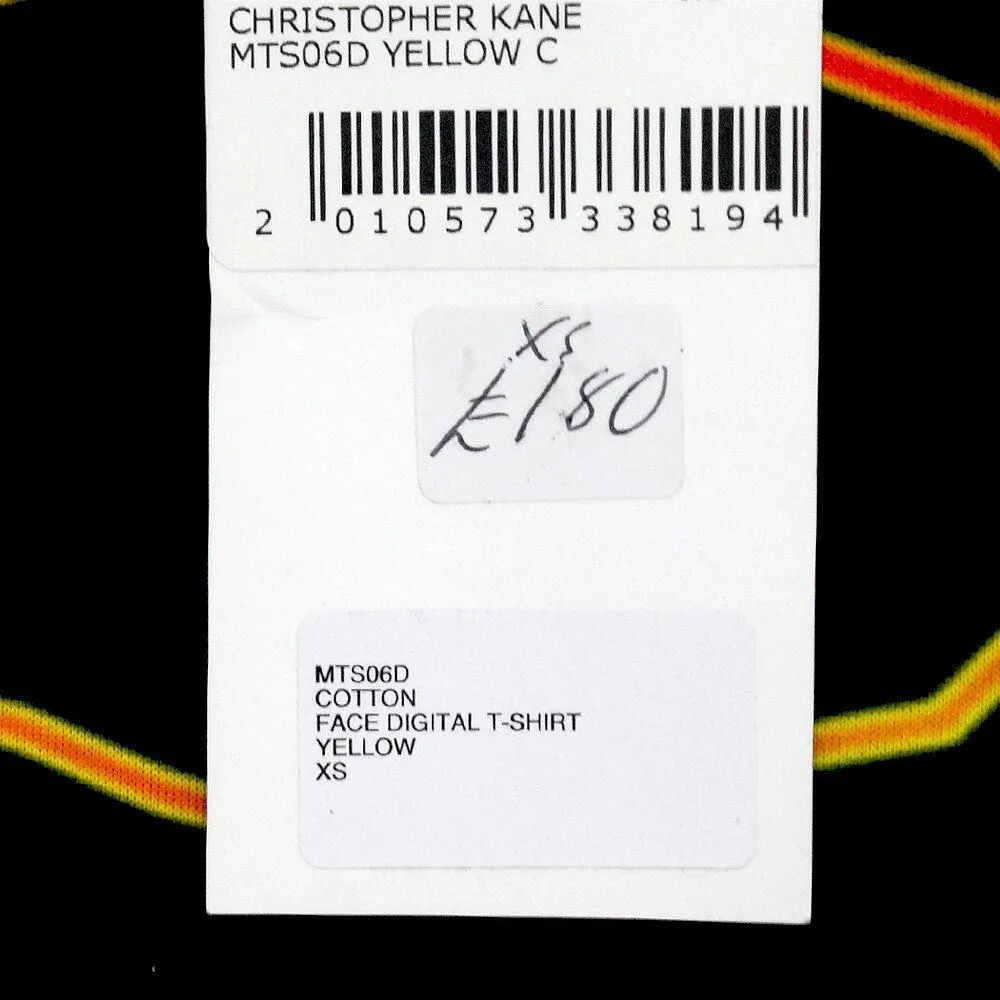 CHRISTOPHER KANE
MTS06D YELLOW C
2 010573 338194
XS
£180
MTS06D
COTTON
FACE DIGITAL T-SHIRT
YELLOW
XS